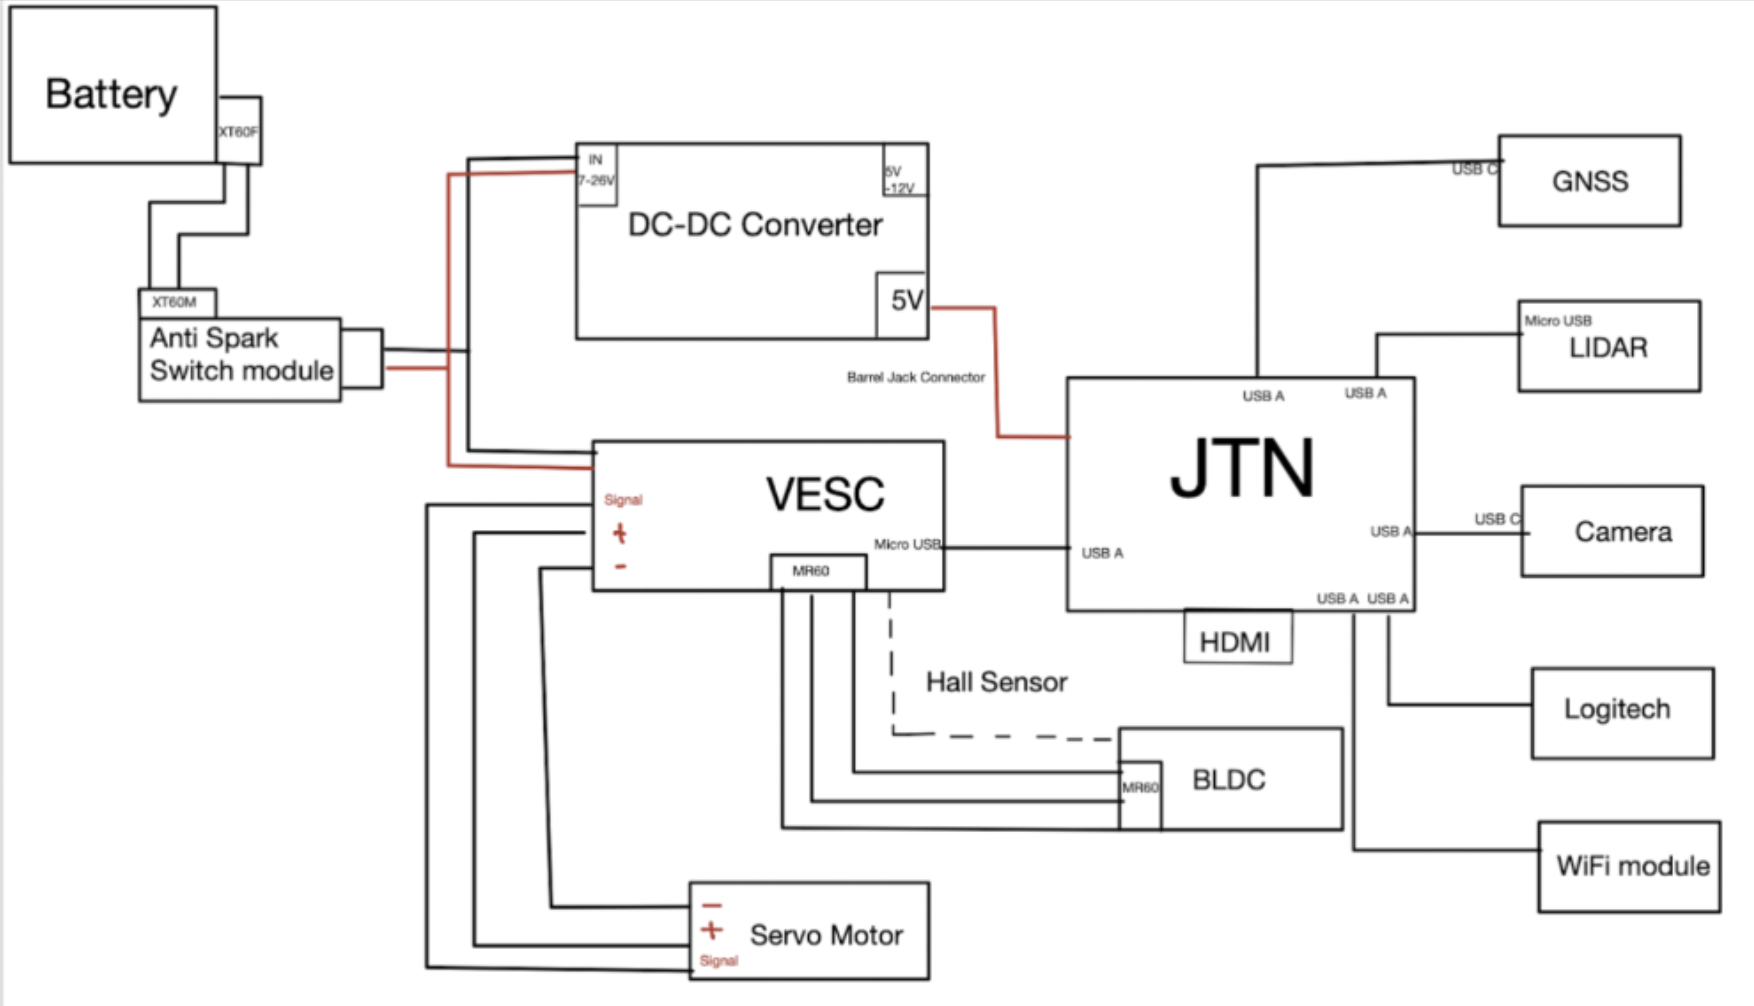 Battery
XT60F
XT60M
Anti Spark
Switch module
IN
7-26V
5V
-12V
DC-DC Converter
5V
Barrel Jack Connector
VESC
Signal
+
-
Micro USB
MR60
Hall Sensor
USB A
USB A
JTN
USB A
USB A
USB A USB A
HDMI
USB C
GNSS
Micro USB
LIDAR
USB C
Camera
Logitech
WiFi module
MR60
BLDC
-
+
Signal
Servo Motor